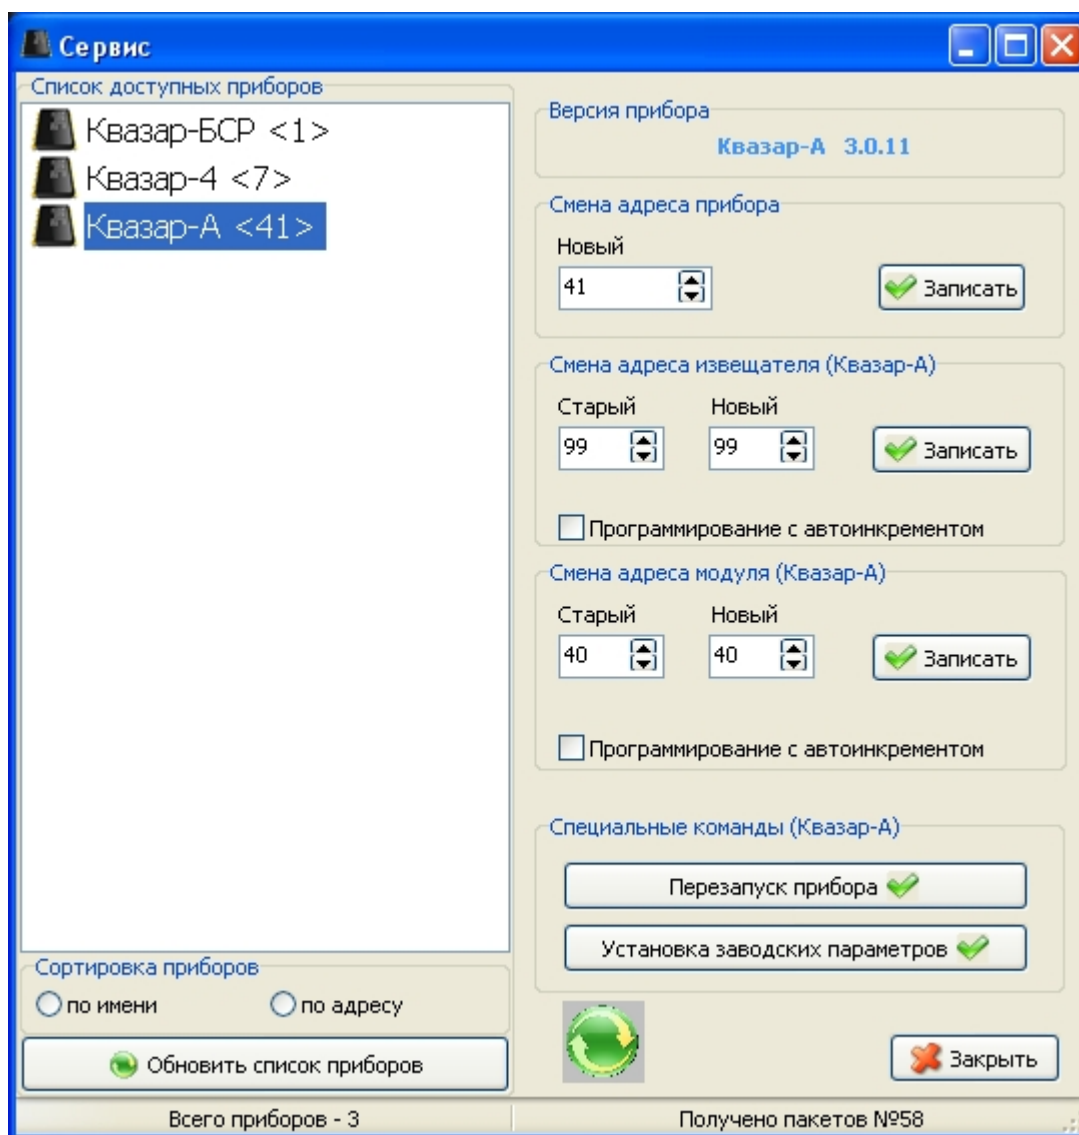 Сервис
Список доступных приборов
Квазар-БСР <1>
Квазар-4 <7>
Квазар-А <41>
Сортировка приборов
по имени
по адресу
Обновить список приборов
Версия прибора
Квазар-А 3.0.11
Смена адреса прибора
Новый
41
Записать
Смена адреса извещателя (Квазар-А)
Старый Новый
99 99 Записать
Программирование с автоинкрементом
Смена адреса модуля (Квазар-А)
Старый Новый
40 40 Записать
Программирование с автоинкрементом
Специальные команды (Квазар-А)
Перезапуск прибора
Установка заводских параметров
Закрыть
Всего приборов - 3
Получено пакетов №58